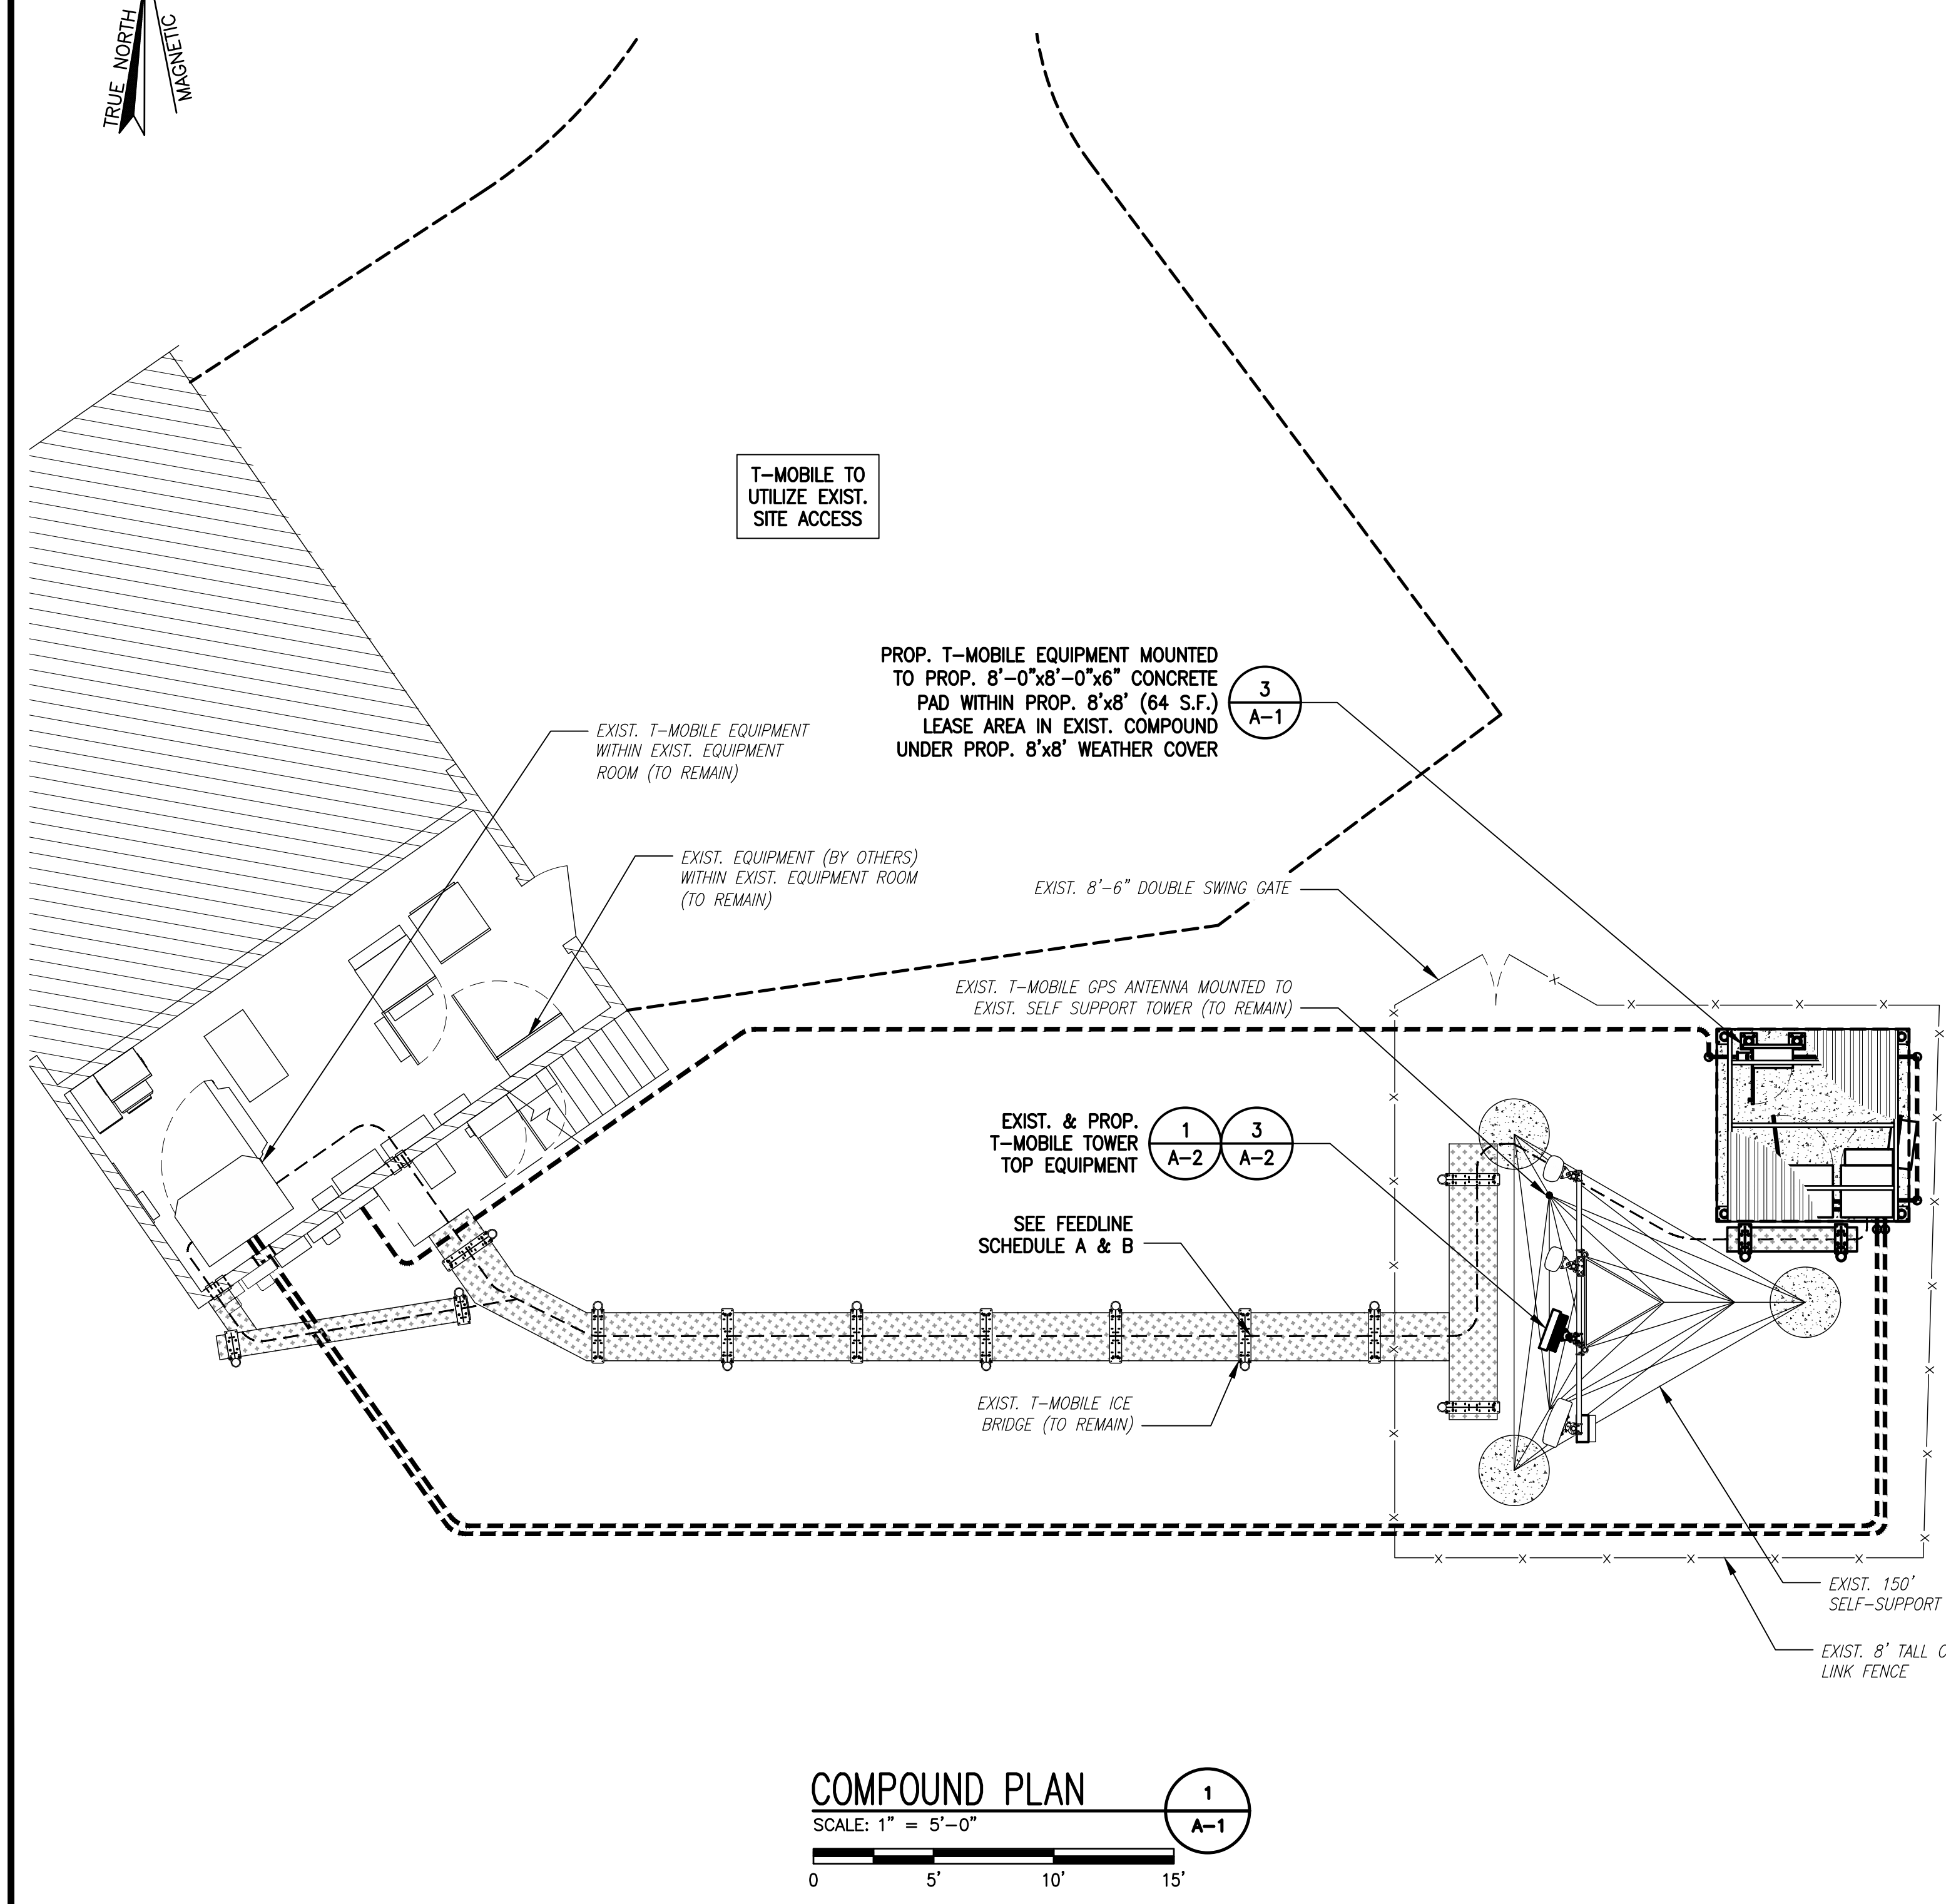 TRUE NORTH
MAGNETIC
T-MOBILE TO
UTILIZE EXIST.
SITE ACCESS
PROP. T-MOBILE EQUIPMENT MOUNTED
TO PROP. 8'-0"x8'-0"x6" CONCRETE
PAD WITHIN PROP. 8'x8' (64 S.F.)
LEASE AREA IN EXIST. COMPOUND
UNDER PROP. 8'x8' WEATHER COVER
3
A-1
EXIST. T-MOBILE EQUIPMENT
WITHIN EXIST. EQUIPMENT
ROOM (TO REMAIN)
EXIST. EQUIPMENT (BY OTHERS)
WITHIN EXIST. EQUIPMENT ROOM
(TO REMAIN)
EXIST. 8'-6" DOUBLE SWING GATE
EXIST. T-MOBILE GPS ANTENNA MOUNTED TO
EXIST. SELF SUPPORT TOWER (TO REMAIN)
EXIST. & PROP.
T-MOBILE TOWER
TOP EQUIPMENT
1
A-2
3
A-2
SEE FEEDLINE
SCHEDULE A & B
EXIST. T-MOBILE ICE
BRIDGE (TO REMAIN)
EXIST. 150'
SELF-SUPPORT
EXIST. 8' TALL
LINK FENCE
COMPOUND PLAN
1
A-1
SCALE: 1" = 5'-0"
0 5' 10' 15'